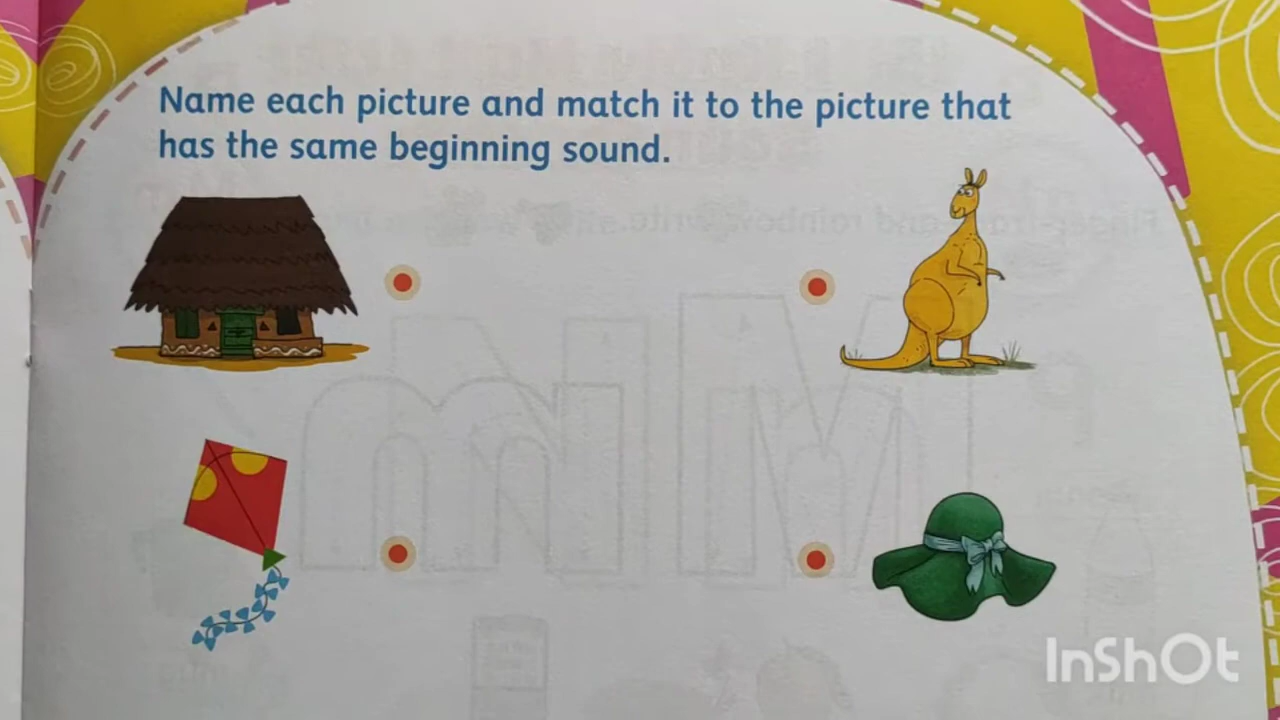 Name each picture and match it to the picture that
has the same beginning sound.
InShOt